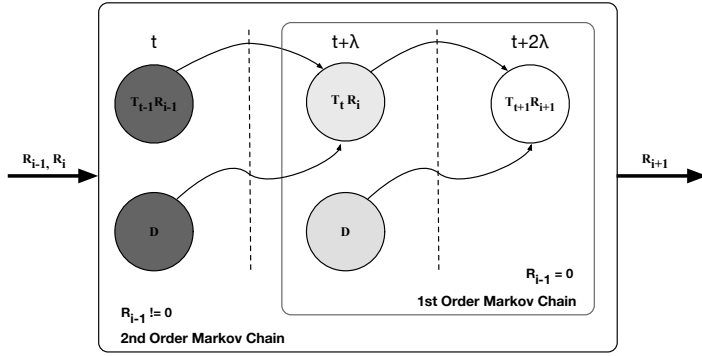 t
t+λ
t+2λ
T_{t-1}R_{i-1}
T_t R_i
T_{t+1}R_{i+1}
R_{i-1}, R_i
R_{i+1}
D
D
R_{i-1} = 0
1st Order Markov Chain
R_{i-1} != 0
2nd Order Markov Chain